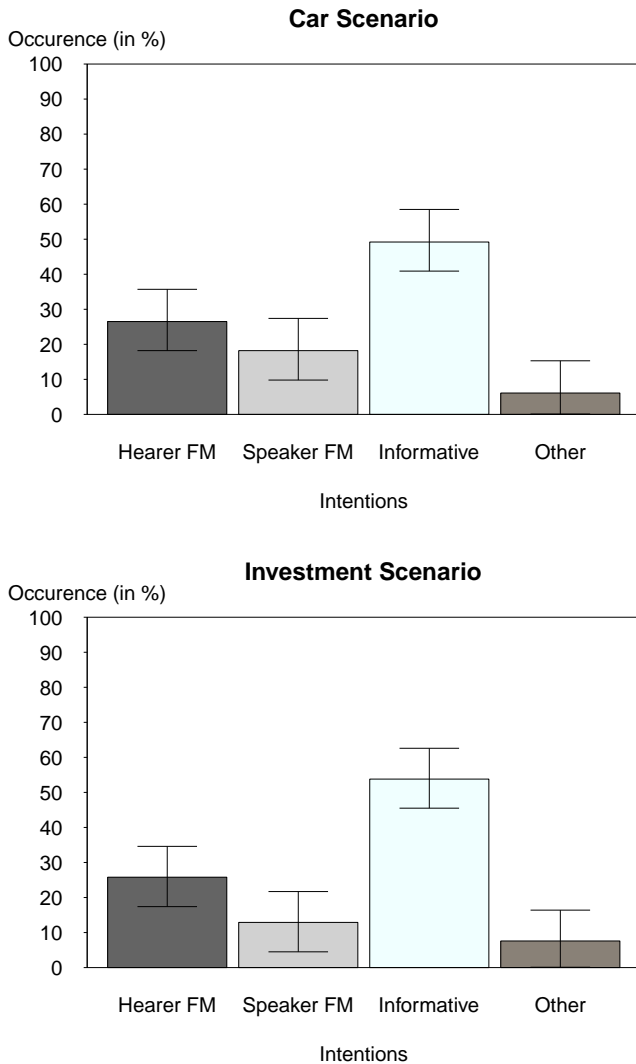 Car Scenario
Occurence (in %)
100
90
80
70
60
50
40
30
20
10
0
Hearer FM Speaker FM Informative Other
Intentions
Investment Scenario
Occurence (in %)
100
90
80
70
60
50
40
30
20
10
0
Hearer FM Speaker FM Informative Other
Intentions